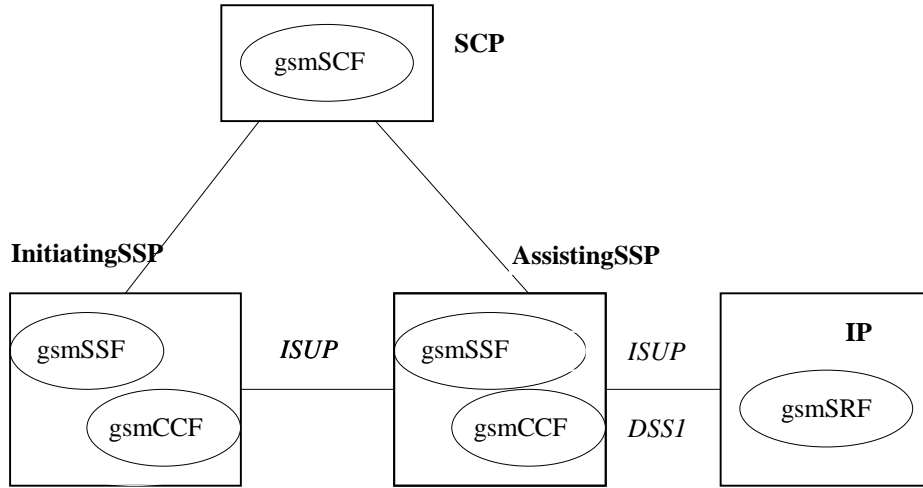 SCP
gsmSCF
InitiatingSSP
AssistingSSP
gsmSSF
ISUP
gsmSSF
ISUP
IP
gsmCCF
gsmCCF
DSS1
gsmSRF